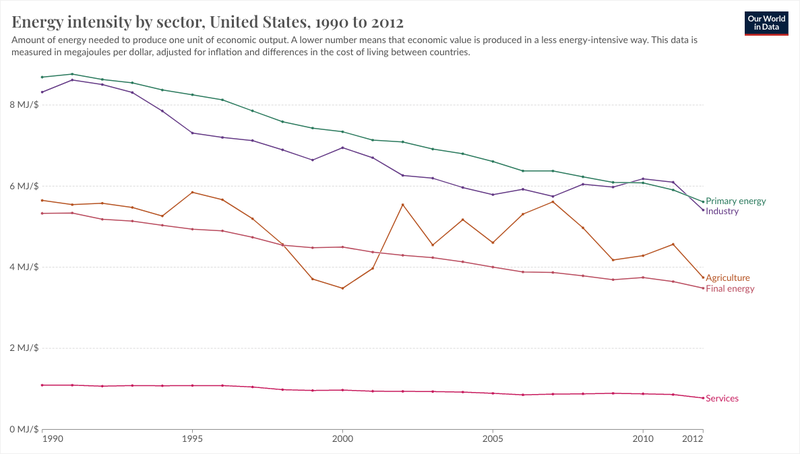 Energy intensity by sector, United States, 1990 to 2012
Our World
in Data
Amount of energy needed to produce one unit of economic output. A lower number means that economic value is produced in a less energy-intensive way. This data is
measured in megajoules per dollar, adjusted for inflation and differences in the cost of living between countries.
8 MJ/$
6 MJ/$
4 MJ/$
2 MJ/$
0 MJ/$
Primary energy
Industry
Agriculture
Final energy
Services
1990 1995 2000 2005 2010 2012